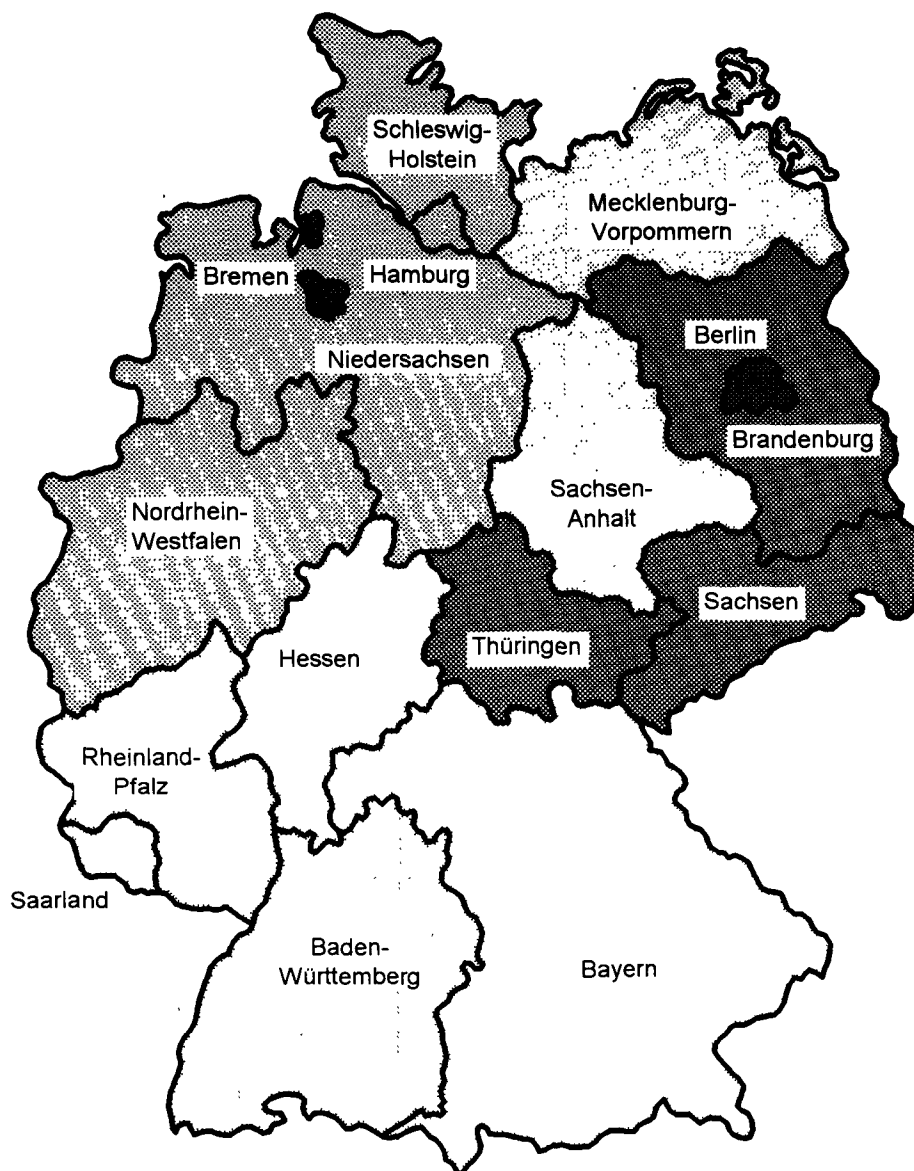 Schleswig-
Holstein
Mecklenburg-
Vorpommern
Bremen
Hamburg
Niedersachsen
Berlin
Brandenburg
Nordrhein-
Westfalen
Sachsen-
Anhalt
Sachsen
Thüringen
Hessen
Rheinland-
Pfalz
Saarland
Baden-
Württemberg
Bayern